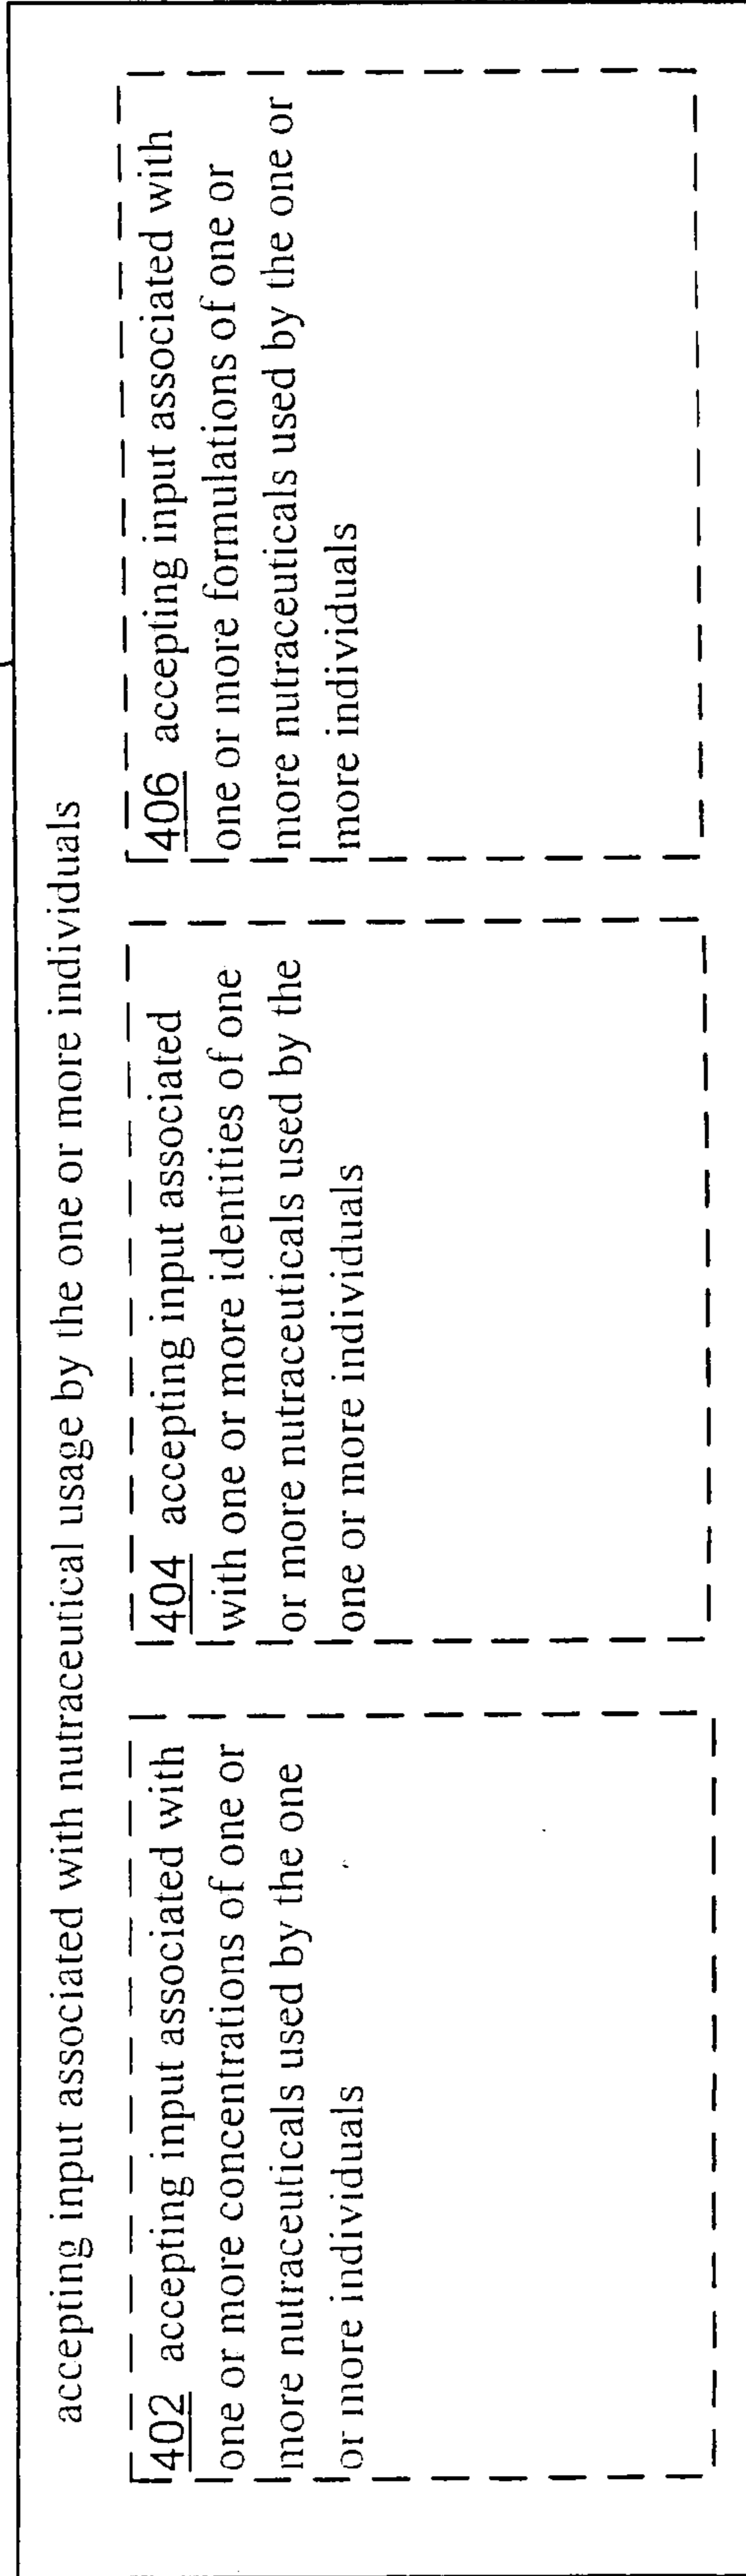 accepting input associated with nutraceutical usage by the one or more individuals
402 accepting input associated with
one or more concentrations of one or
more nutraceuticals used by the one
or more individuals
404 accepting input associated
with one or more identities of one
or more nutraceuticals used by the
one or more individuals
406 accepting input associated with
one or more formulations of one or
more nutraceuticals used by the one or
more individuals